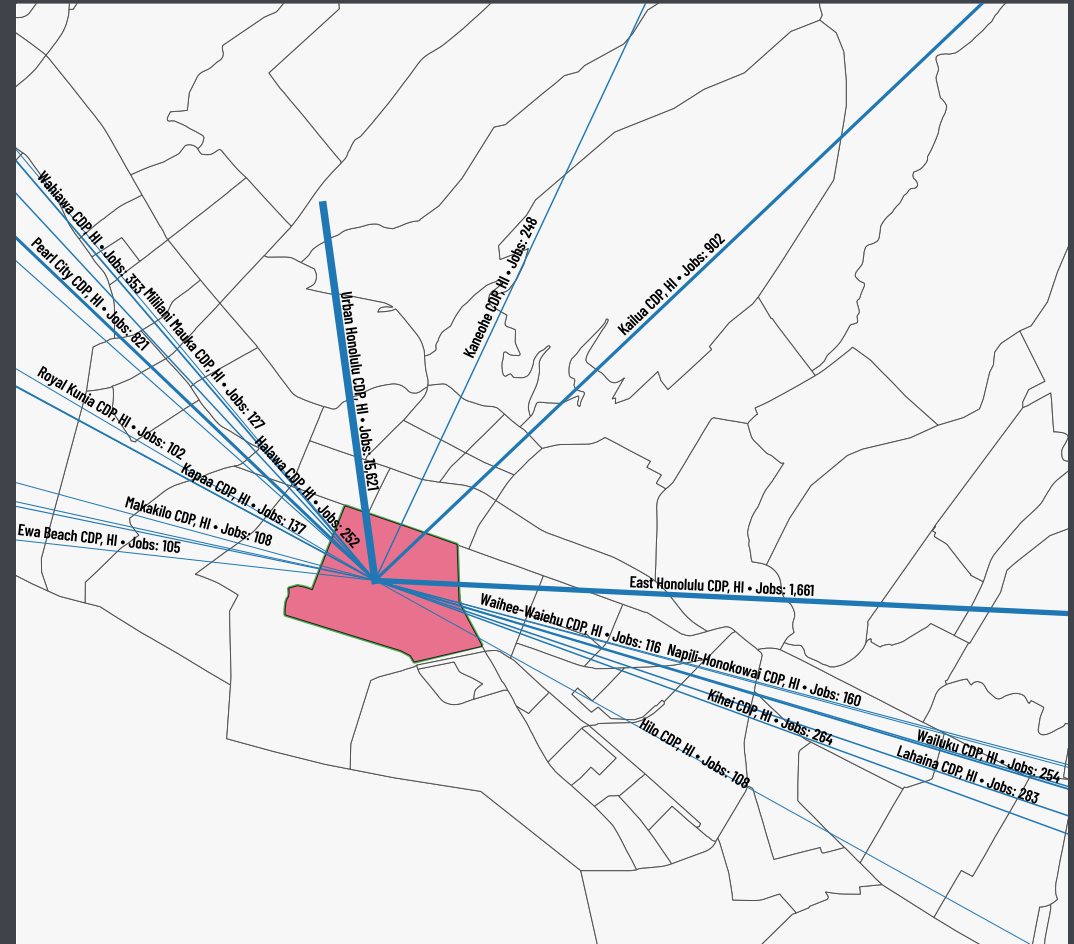 Wahiawa CDP, HI • Jobs: 353
Kaneohe CDP, HI • Jobs: 248
Kailua CDP, HI • Jobs: 902
Pearl City CDP, HI • Jobs: 821
Mililani Mauka CDP, HI • Jobs: 127
Urban Honolulu CDP, HI • Jobs: 15,621
Royal Kunia CDP, HI • Jobs: 102
Halawa CDP, HI • Jobs: 252
Kapaa CDP, HI • Jobs: 137
Makakilo CDP, HI • Jobs: 108
Ewa Beach CDP, HI • Jobs: 105
East Honolulu CDP, HI • Jobs: 1,661
Waihee-Waiehu CDP, HI • Jobs: 116
Napili-Honokowai CDP, HI • Jobs: 160
Kihei CDP, HI • Jobs: 264
Wailuku CDP, HI • Jobs: 254
Lahaina CDP, HI • Jobs: 283
Hilo CDP, HI • Jobs: 108